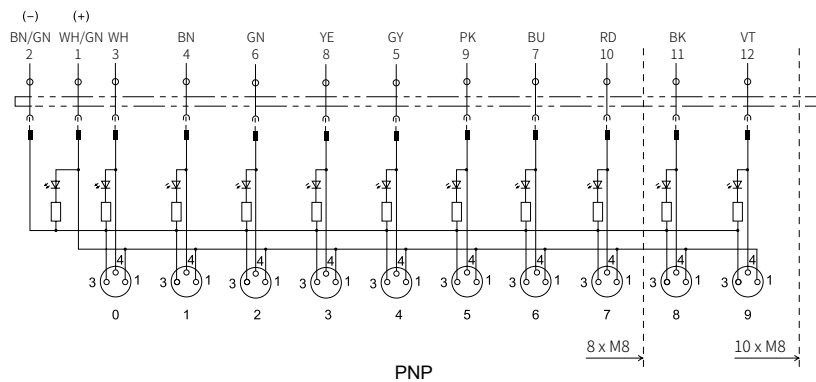 (–) (+)
BN/GN WH/GN WH BN GN YE GY PK BU RD BK VT
2 1 3 4 6 8 5 9 7 10 11 12
4 4 4 4 4 4 4 4 4 4
3 1 3 1 3 1 3 1 3 1 3 1 3 1 3 1 3 1 3 1
0 1 2 3 4 5 6 7 8 9
8 x M8 10 x M8
PNP